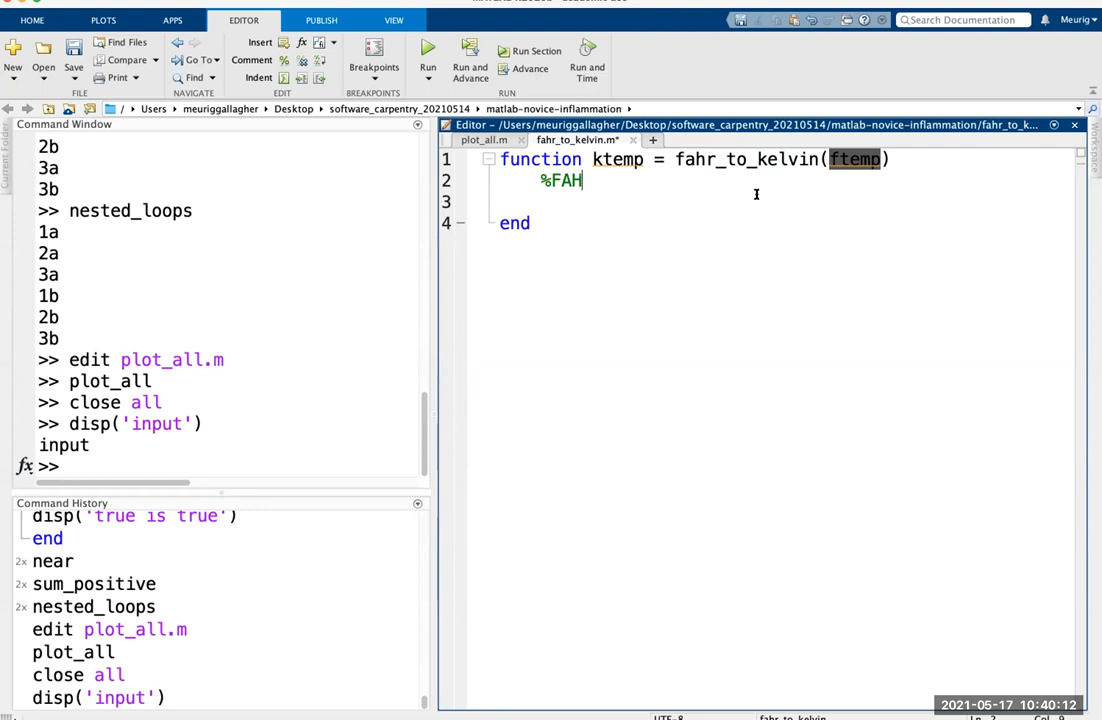 HOME PLOTS APPS EDITOR PUBLISH VIEW
Search Documentation Meurig
New Open Save Find Files Compare Print
Go To Find
Insert fx
Comment %
Indent
Breakpoints
Run Run and Advance Run Section Advance Run and Time
FILE NAVIGATE EDIT BREAKPOINTS RUN
/ Users meuriggallagher Desktop software_carpentry_20210514 matlab-novice-inflammation
Current Folder
Workspace
Command Window
2b
3a
3b
>> nested_loops
1a
2a
3a
1b
2b
3b
>> edit plot_all.m
>> plot_all
>> close all
>> disp('input')
input
fx >>
Command History
disp('true is true')
end
2x near
2x sum_positive
2x nested_loops
edit plot_all.m
plot_all
close all
disp('input')
Editor - /Users/meuriggallagher/Desktop/software_carpentry_20210514/matlab-novice-inflammation/fahr_to_k...
plot_all.m fahr_to_kelvin.m* +
1 function ktemp = fahr_to_kelvin(ftemp)
2 %FAH
3
4 end
2021-05-17 10:40:12